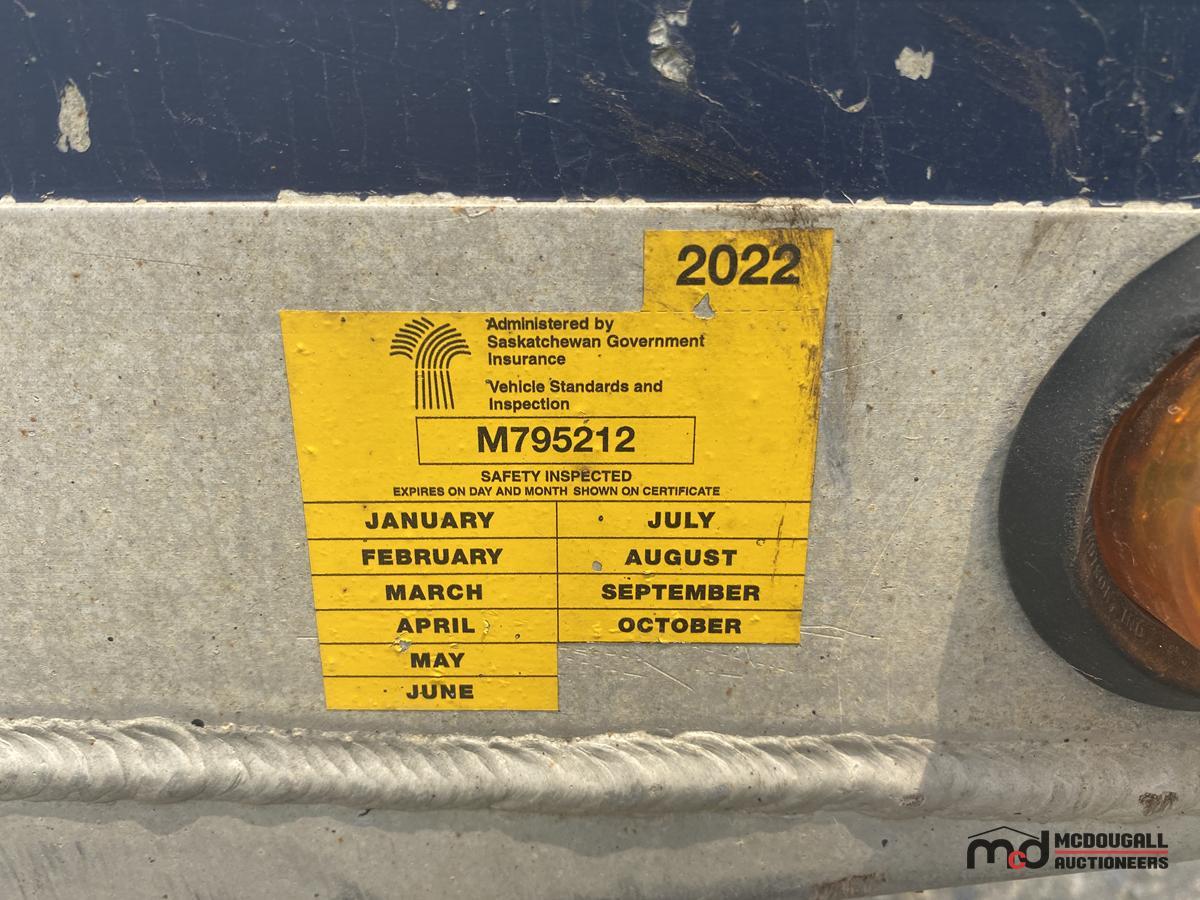 2022
Administered by
Saskatchewan Government
Insurance
Vehicle Standards and
Inspection
M795212
SAFETY INSPECTED
EXPIRES ON DAY AND MONTH SHOWN ON CERTIFICATE
JANUARY JULY
FEBRUARY AUGUST
MARCH SEPTEMBER
APRIL OCTOBER
MAY
JUNE
mcd MCDOUGALL
AUCTIONEERS